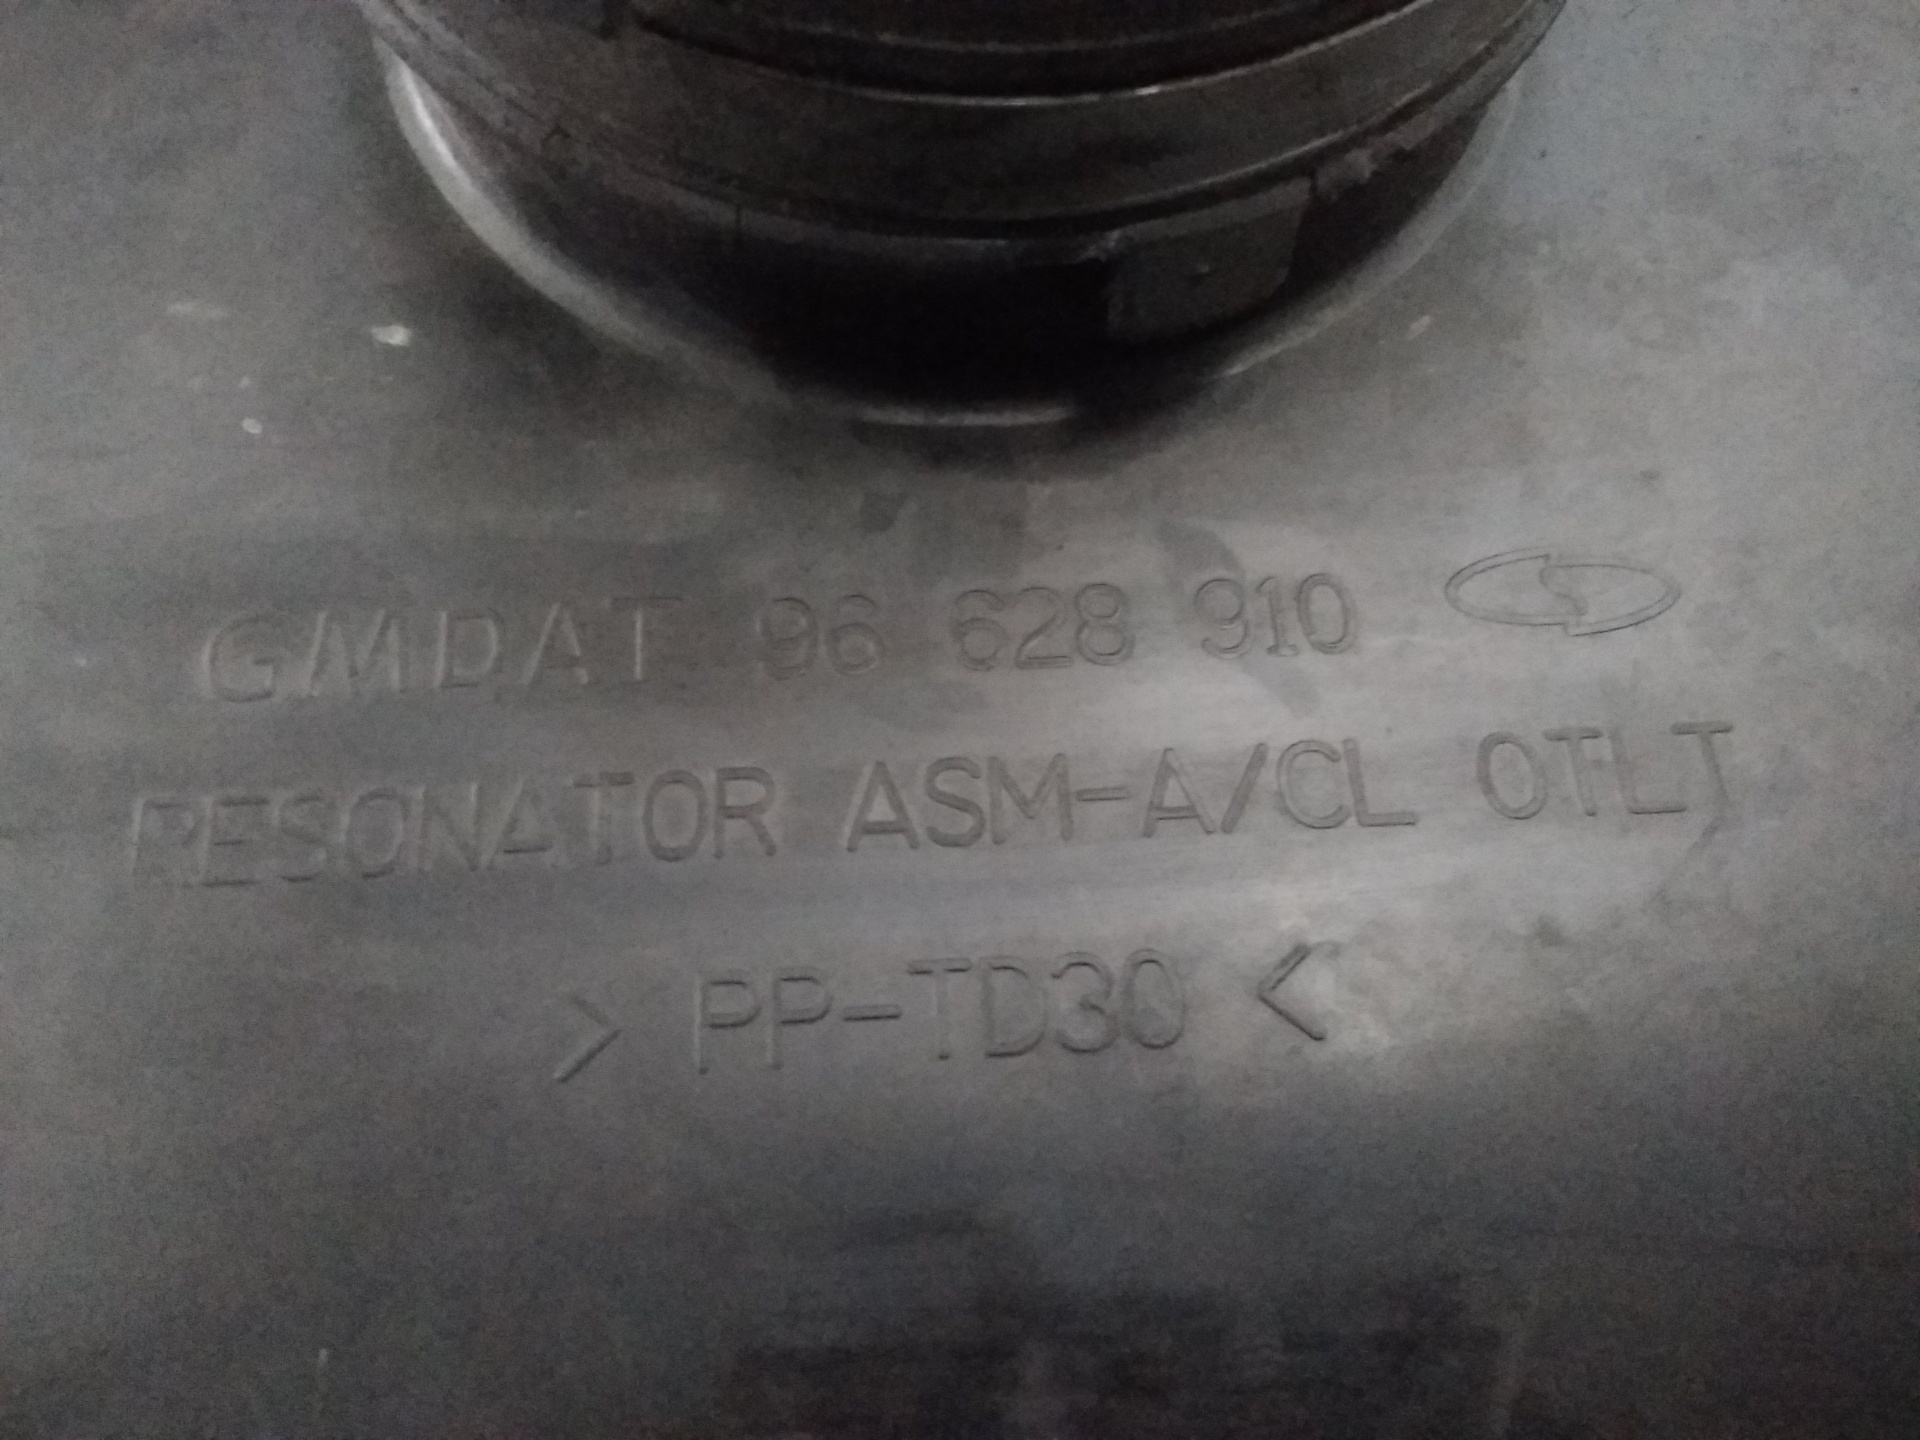 GMDAT 96 628 910
RESONATOR ASM-A/CL OTLT
> PP-TD30 <